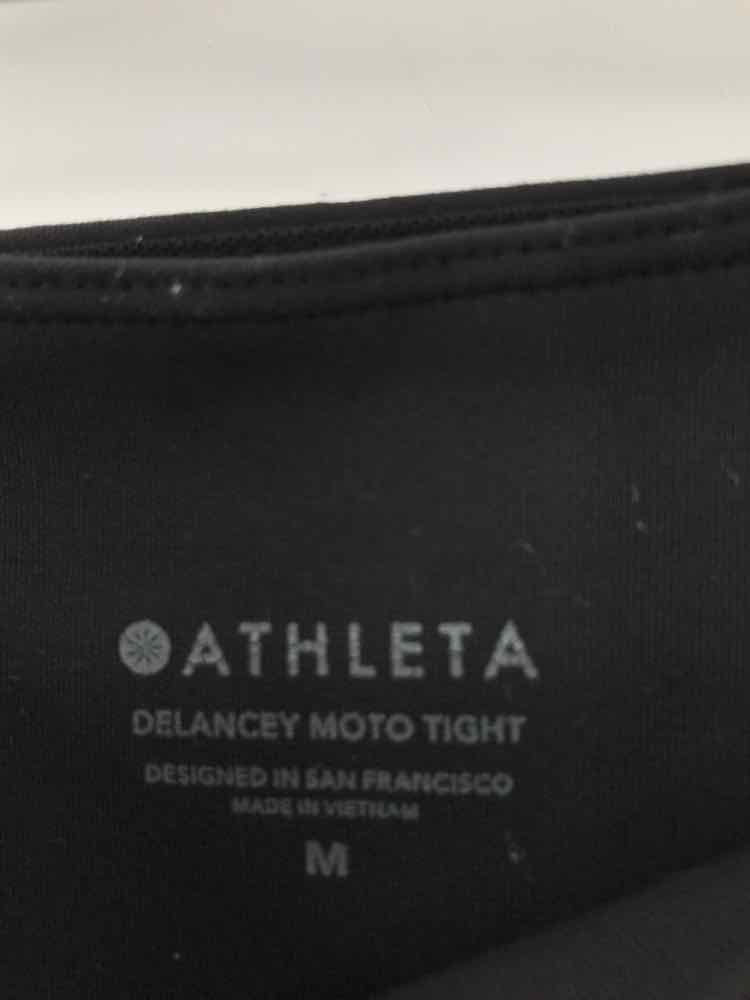 ATHLETA
DELANCEY MOTO TIGHT
DESIGNED IN SAN FRANCISCO
MADE IN VIETNAM
M